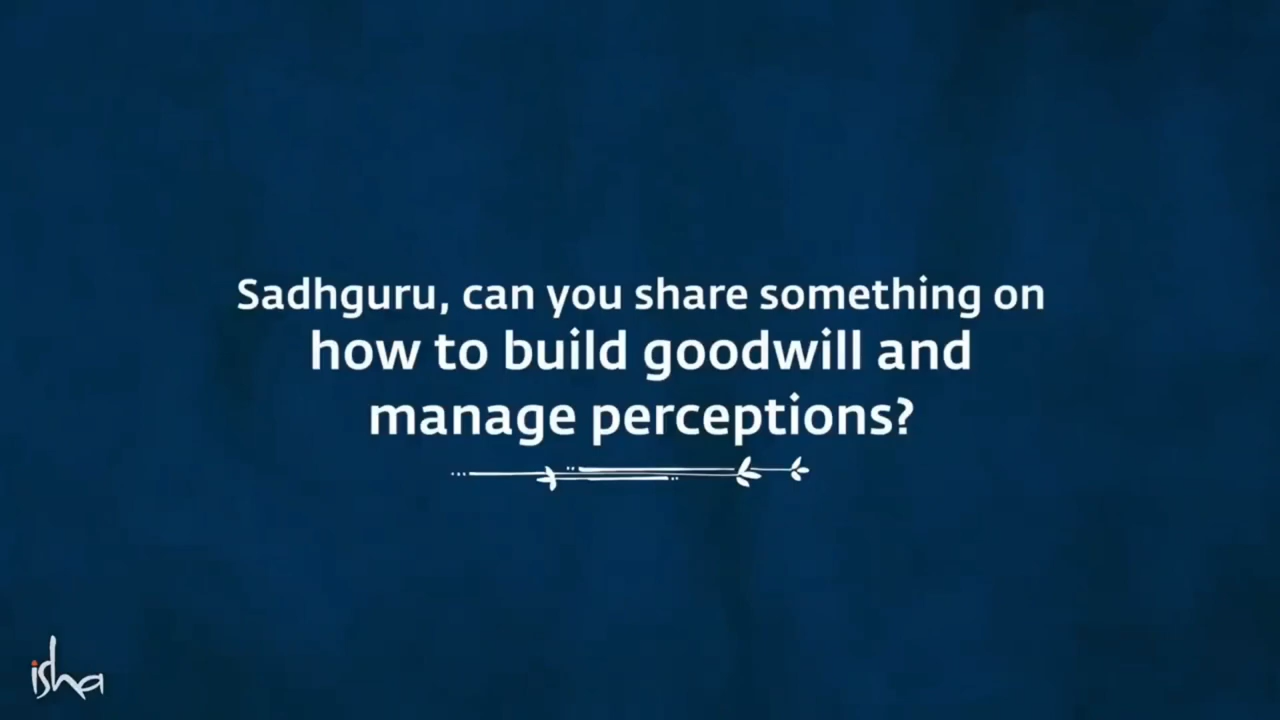 Sadhguru, can you share something on
how to build goodwill and
manage perceptions?
isha